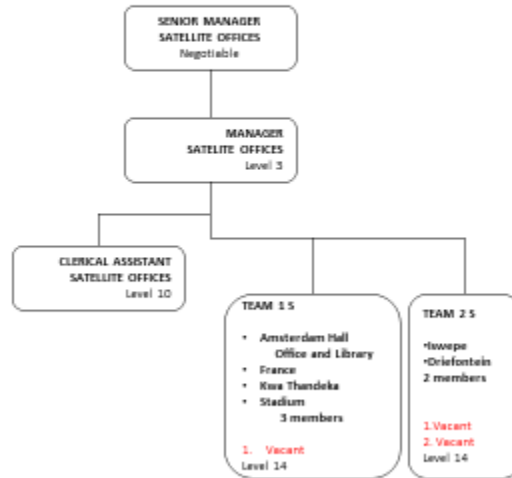 SENIOR MANAGER
SATELLITE OFFICES
Negotiable
MANAGER
SATELITE OFFICES
Level 3
CLERICAL ASSISTANT
SATELLITE OFFICES
Level 10
TEAM 1 S
• Amsterdam Hall
Office and Library
• France
• Kwa Thandeka
• Stadium
3 members
1. Vacant
Level 14
TEAM 2 S
•Iswepe
•Driefontein
2 members
1.Vacant
2. Vacant
Level 14